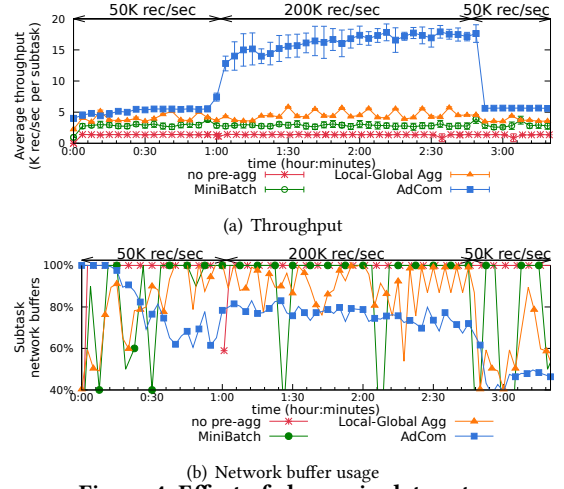 50K rec/sec 200K rec/sec 50K rec/sec
Average throughput
(K rec/sec per subtask)
20
15
10
5
0
0:00 0:30 1:00 1:30 2:00 2:30 3:00
time (hour:minutes)
no pre-agg Local-Global Agg
MiniBatch AdCom
(a) Throughput
50K rec/sec 200K rec/sec 50K rec/sec
Subtask
network buffers
100%
80%
60%
40%
0:00 0:30 1:00 1:30 2:00 2:30 3:00
time (hour:minutes)
no pre-agg Local-Global Agg
MiniBatch AdCom
(b) Network buffer usage